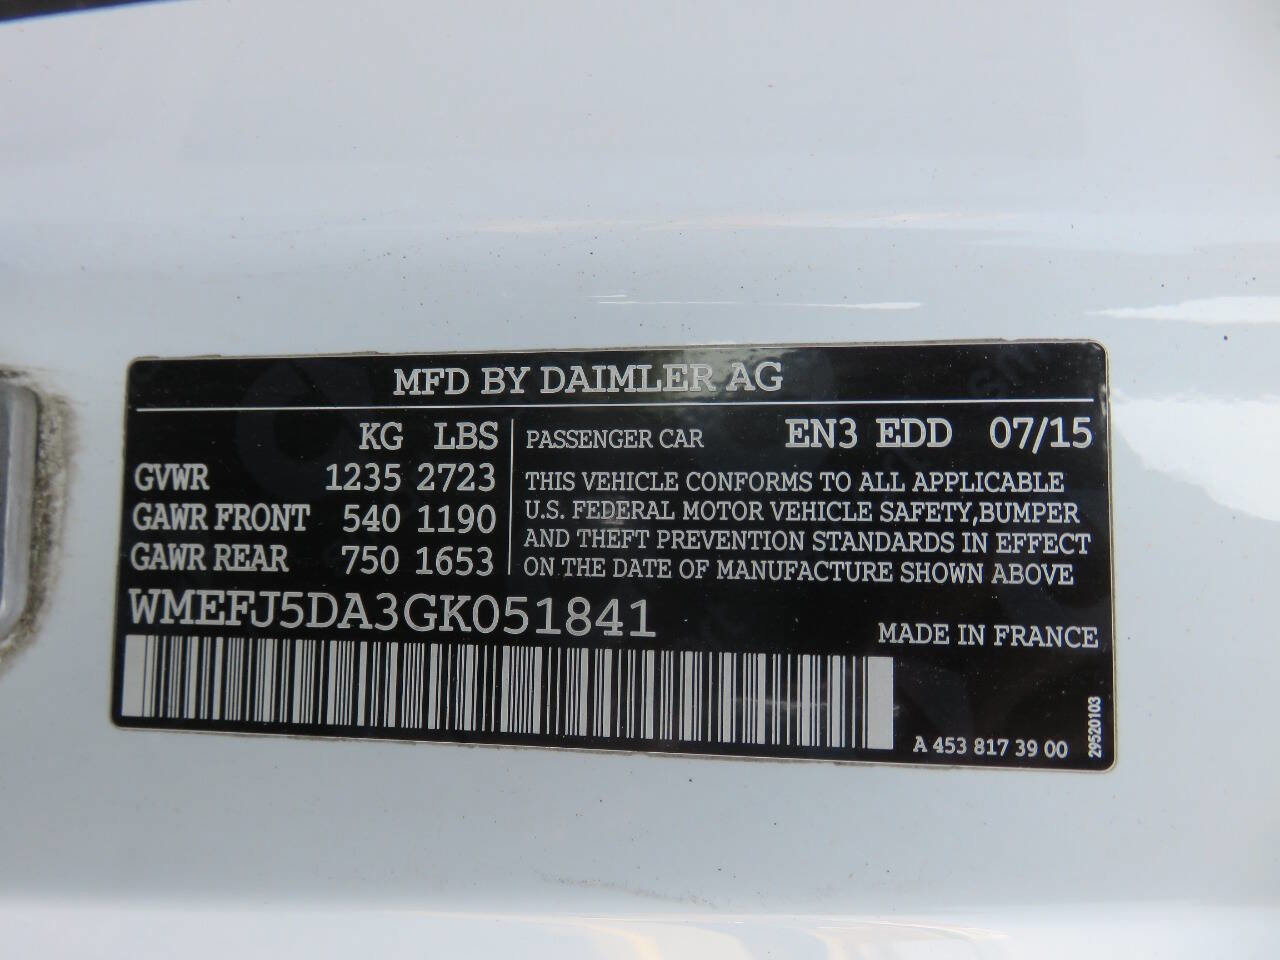 MFD BY DAIMLER AG
KG LBS
GVWR 1235 2723
GAWR FRONT 540 1190
GAWR REAR 750 1653
PASSENGER CAR EN3 EDD 07/15
THIS VEHICLE CONFORMS TO ALL APPLICABLE
U.S. FEDERAL MOTOR VEHICLE SAFETY,BUMPER
AND THEFT PREVENTION STANDARDS IN EFFECT
ON THE DATE OF MANUFACTURE SHOWN ABOVE
WMEFJ5DA3GK051841
MADE IN FRANCE
A 453 817 39 00
29520103